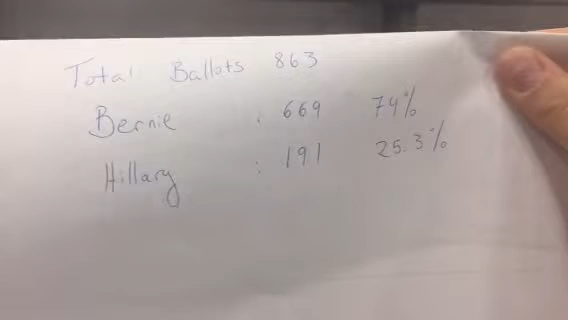 Total Ballots 863
Bernie : 669 74%
Hillary : 191 25.3%